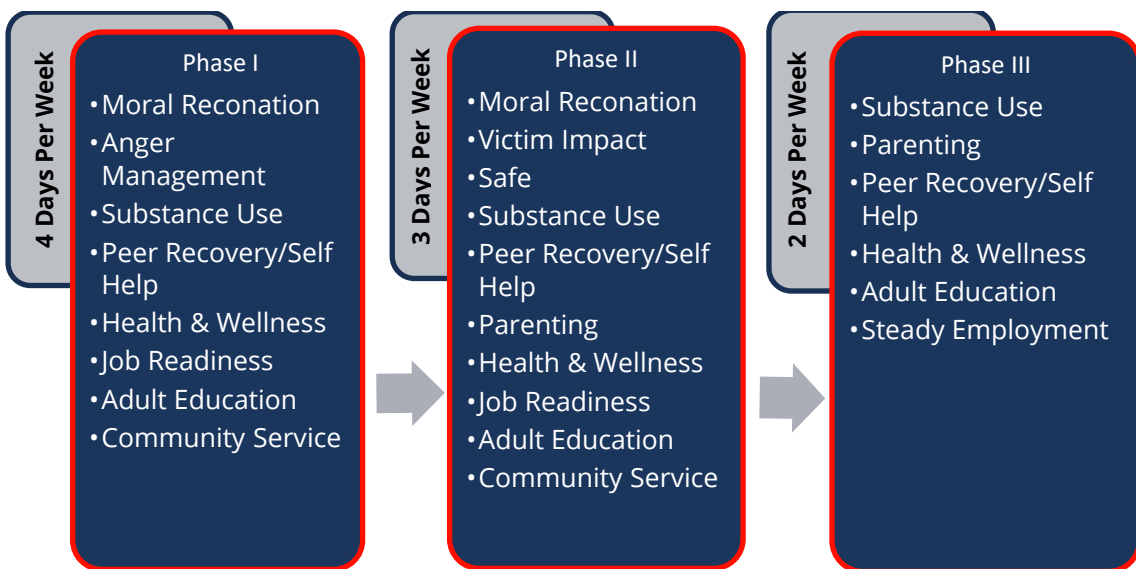 4 Days Per Week
Phase I
•Moral Reconation
•Anger
Management
•Substance Use
•Peer Recovery/Self
Help
•Health & Wellness
•Job Readiness
•Adult Education
•Community Service
3 Days Per Week
Phase II
•Moral Reconation
•Victim Impact
•Safe
•Substance Use
•Peer Recovery/Self
Help
•Parenting
•Health & Wellness
•Job Readiness
•Adult Education
•Community Service
2 Days Per Week
Phase III
•Substance Use
•Parenting
•Peer Recovery/Self
Help
•Health & Wellness
•Adult Education
•Steady Employment